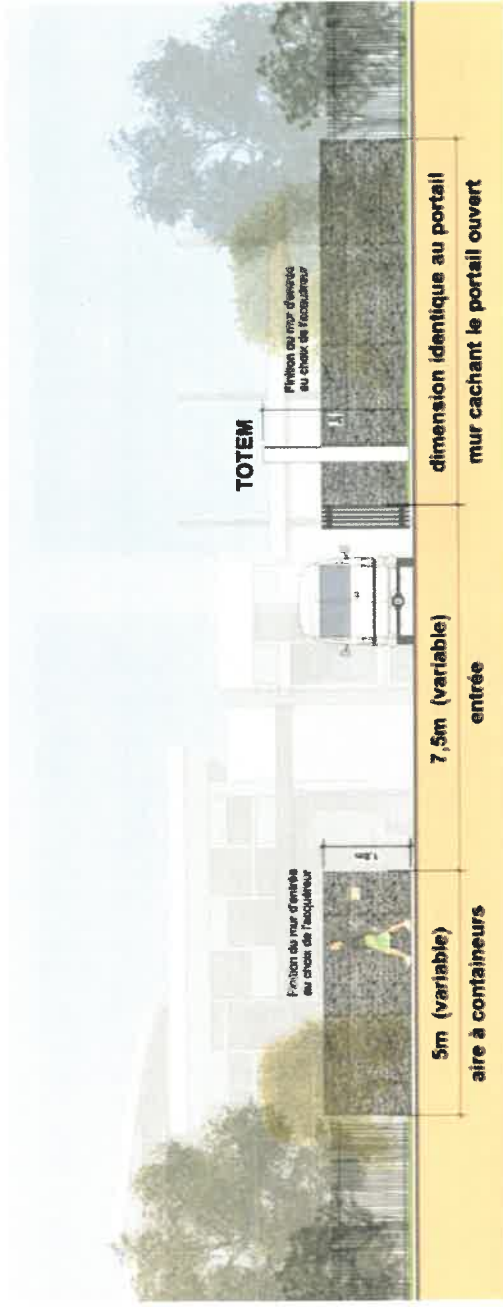 TOTEM
Finition du mur d'entrée
au choix de l'acquéreur
Finition du mur d'entrée
au choix de l'acquéreur
5m (variable)
aire à containeurs
7,5m (variable)
entrée
dimension identique au portail
mur cachant le portail ouvert